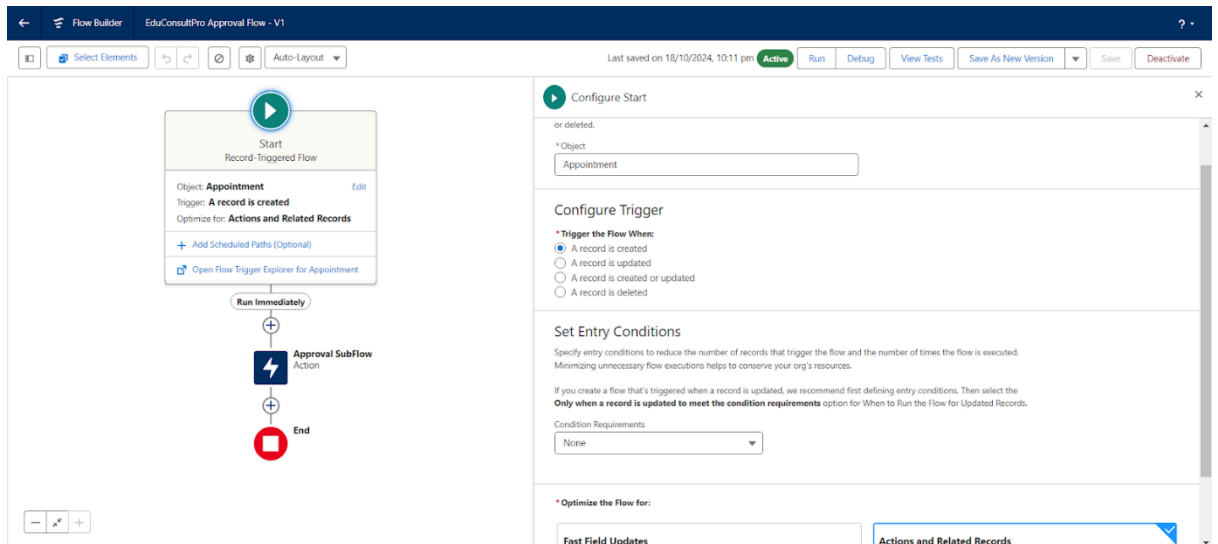 Flow Builder EduConsultPro Approval Flow - V1 ?
Select Elements Auto-Layout Last saved on 18/10/2024, 10:11 pm Active Run Debug View Tests Save As New Version Save Deactivate
Start
Record-Triggered Flow
Object: Appointment Edit
Trigger: A record is created
Optimize for: Actions and Related Records
Add Scheduled Paths (Optional)
Open Flow Trigger Explorer for Appointment
Run Immediately
Approval SubFlow
Action
End
Configure Start
or deleted.
*Object
Appointment
Configure Trigger
*Trigger the Flow When:
A record is created
A record is updated
A record is created or updated
A record is deleted
Set Entry Conditions
Specify entry conditions to reduce the number of records that trigger the flow and the number of times the flow is executed.
Minimizing unnecessary flow executions helps to conserve your org's resources.
If you create a flow that's triggered when a record is updated, we recommend first defining entry conditions. Then select the
Only when a record is updated to meet the condition requirements option for When to Run the Flow for Updated Records.
Condition Requirements
None
*Optimize the Flow for:
Fast Field Updates Actions and Related Records